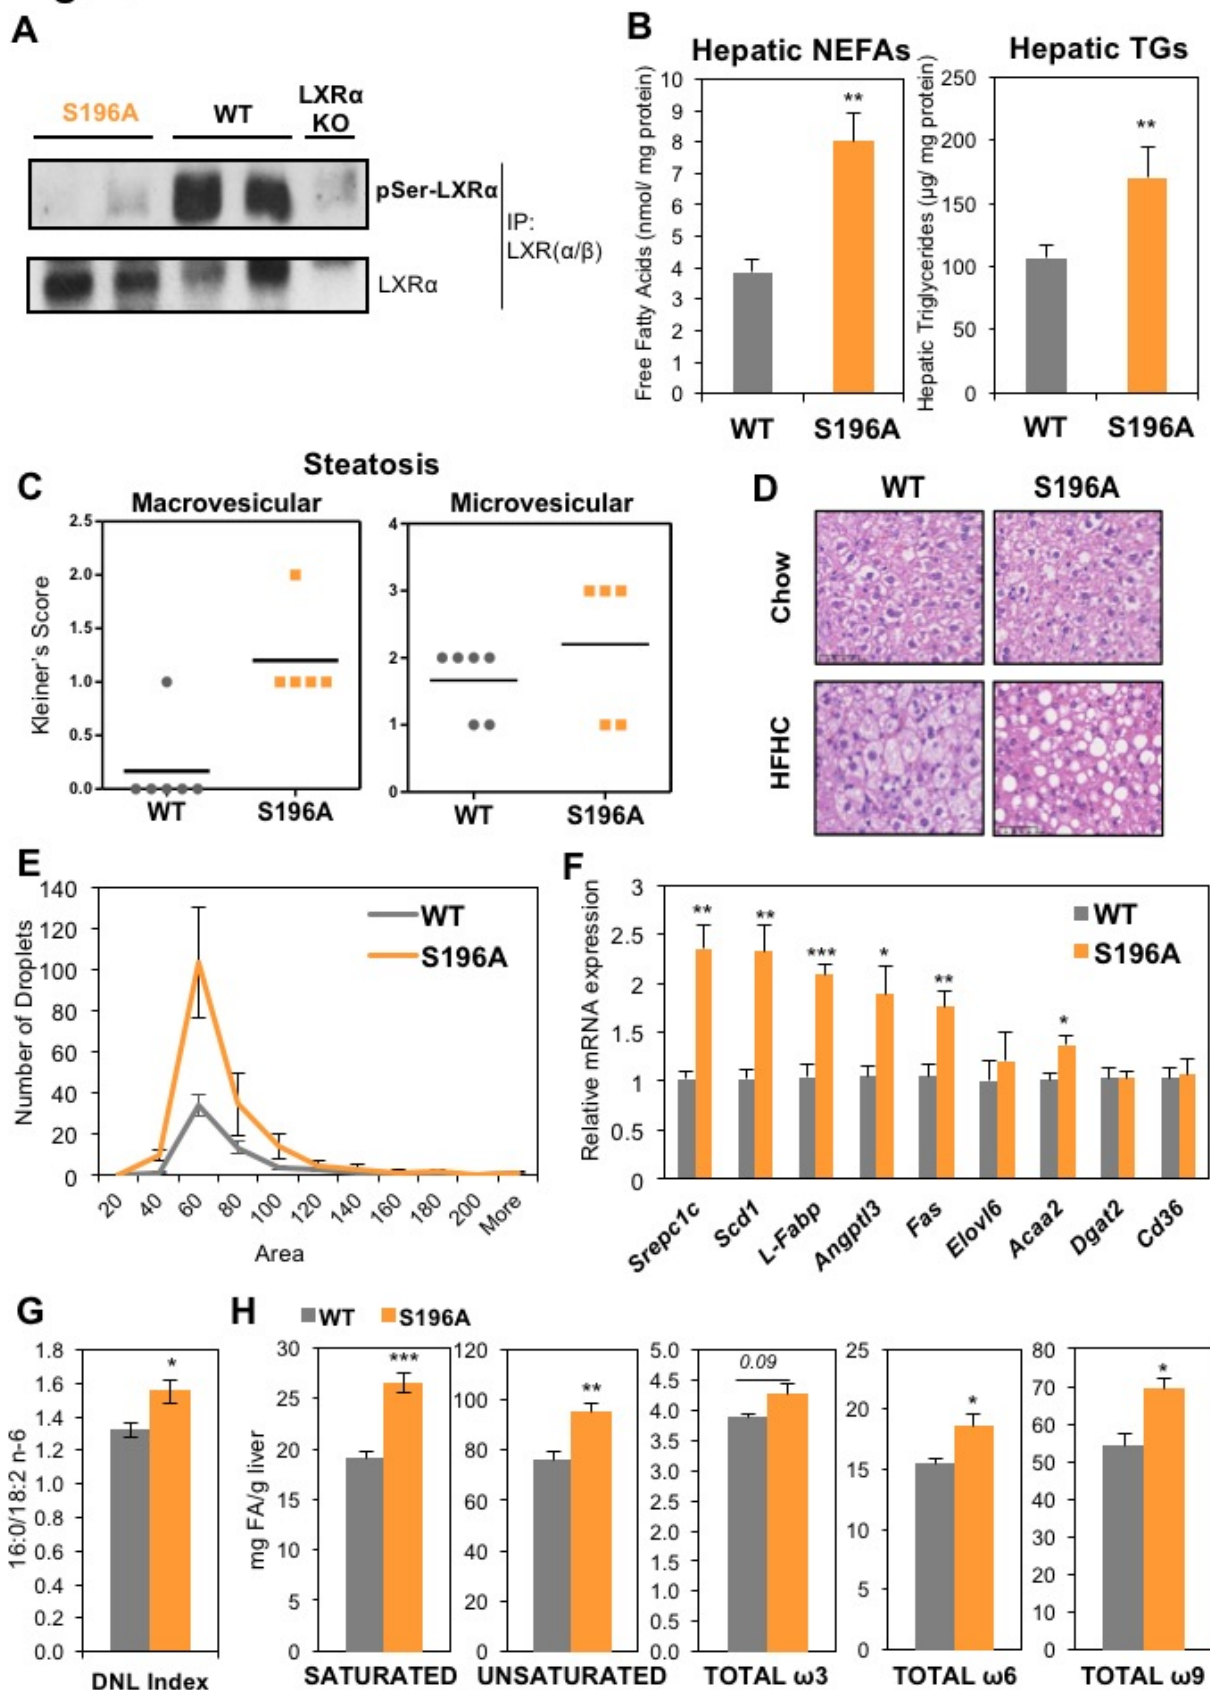 A
S196A
WT
LXRα
KO
pSer-LXRα
LXRα
IP:
LXR(α/β)
B
Hepatic NEFAs
Free Fatty Acids (nmol/ mg protein)
10
9
8
7
6
5
4
3
2
1
0
**
WT
S196A
Hepatic TGs
Hepatic Triglycerides (µg/ mg protein)
250
200
150
100
50
0
**
WT
S196A
C
Steatosis
Macrovesicular
Kleiner's Score
2.5
2.0
1.5
1.0
0.5
0.0
WT
S196A
Microvesicular
4
3
2
1
0
WT
S196A
D
WT
S196A
Chow
HFHC
E
Number of Droplets
140
120
100
80
60
40
20
0
WT
S196A
20
40
60
80
100
120
140
160
180
200
More
Area
F
Relative mRNA expression
3
2.5
2
1.5
1
0.5
0
WT
S196A
**
**
***
*
**
*
Srepc1c
Scd1
L-Fabp
Angptl3
Fas
Elovl6
Acaa2
Dgat2
Cd36
G
16:0/18:2 n-6
1.8
1.6
1.4
1.2
1.0
0.8
0.6
0.4
0.2
0.0
*
DNL Index
H
WT
S196A
mg FA/g liver
30
25
20
15
10
5
0
***
SATURATED
120
100
80
60
40
20
0
**
UNSATURATED
5.0
4.5
4.0
3.5
3.0
2.5
2.0
1.5
1.0
0.5
0.0
0.09
TOTAL ω3
25
20
15
10
5
0
*
TOTAL ω6
80
70
60
50
40
30
20
10
0
*
TOTAL ω9